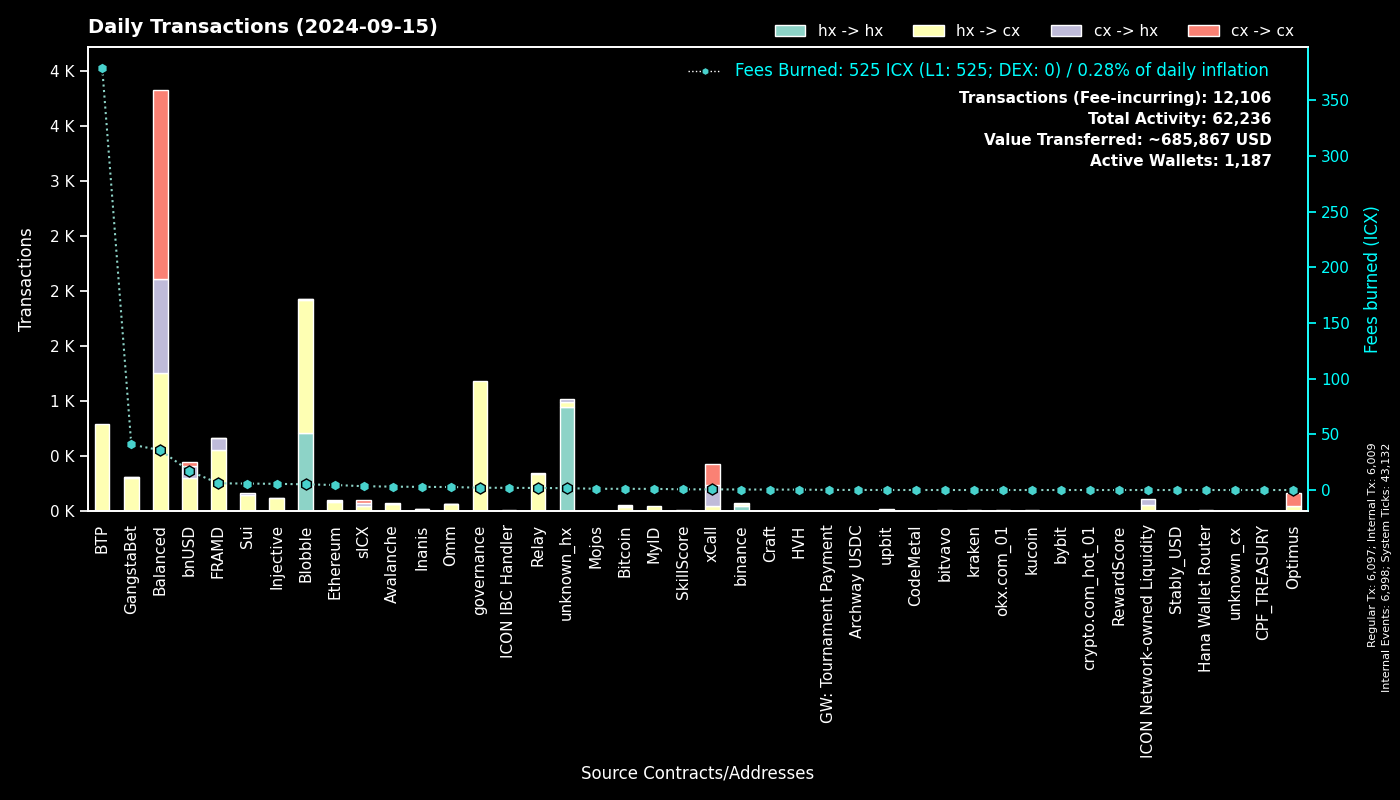 Daily Transactions (2024-09-15)
hx -> hx
hx -> cx
cx -> hx
cx -> cx
Fees Burned: 525 ICX (L1: 525; DEX: 0) / 0.28% of daily inflation
Transactions (Fee-incurring): 12,106
Total Activity: 62,236
Value Transferred: ~685,867 USD
Active Wallets: 1,187
Transactions
4 K
4 K
3 K
2 K
2 K
2 K
1 K
0 K
0 K
350
300
250
200
150
100
50
0
Fees burned (ICX)
BTP
GangstaBet
Balanced
bnUSD
FRAMD
Sui
Injective
Blobble
Ethereum
sICX
Avalanche
Inanis
Omm
governance
ICON IBC Handler
Relay
unknown_hx
Mojos
Bitcoin
MyID
SkillScore
xCall
binance
Craft
HVH
GW: Tournament Payment
Archway USDC
upbit
CodeMetal
bitvavo
kraken
okx.com_01
kucoin
bybit
crypto.com_hot_01
RewardScore
ICON Network-owned Liquidity
Stably_USD
Hana Wallet Router
unknown_cx
CPF_TREASURY
Optimus
Source Contracts/Addresses
Regular Tx: 6,097; Internal Tx: 6,009
Internal Events: 6,998; System Ticks: 43,132